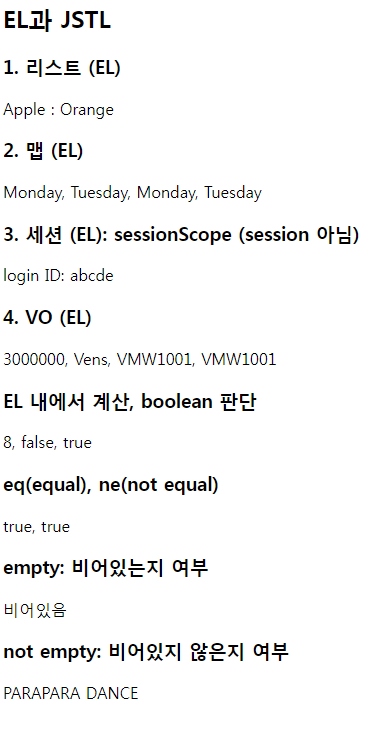 EL과 JSTL
1. 리스트 (EL)
Apple : Orange
2. 맵 (EL)
Monday, Tuesday, Monday, Tuesday
3. 세션 (EL): sessionScope (session 아님)
login ID: abcde
4. VO (EL)
3000000, Vens, VMW1001, VMW1001
EL 내에서 계산, boolean 판단
8, false, true
eq(equal), ne(not equal)
true, true
empty: 비어있는지 여부
비어있음
not empty: 비어있지 않은지 여부
PARAPARA DANCE